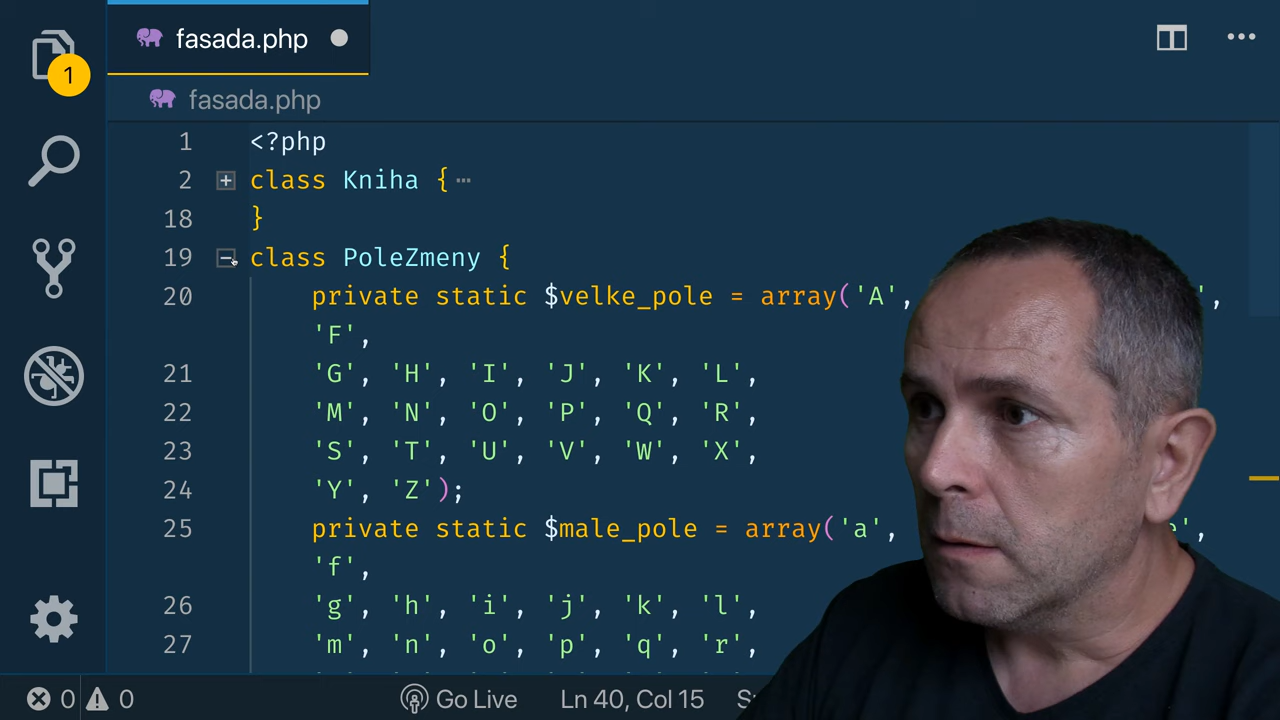 fasada.php
1
fasada.php
1 <?php
2 class Kniha {
18 }
19 class PoleZmeny {
20 private static $velke_pole = array('A', ',
'F',
21 'G', 'H', 'I', 'J', 'K', 'L',
22 'M', 'N', 'O', 'P', 'Q', 'R',
23 'S', 'T', 'U', 'V', 'W', 'X',
24 'Y', 'Z');
25 private static $male_pole = array('a', e',
'f',
26 'g', 'h', 'i', 'j', 'k', 'l',
27 'm', 'n', 'o', 'p', 'q', 'r',
0 0 Go Live Ln 40, Col 15